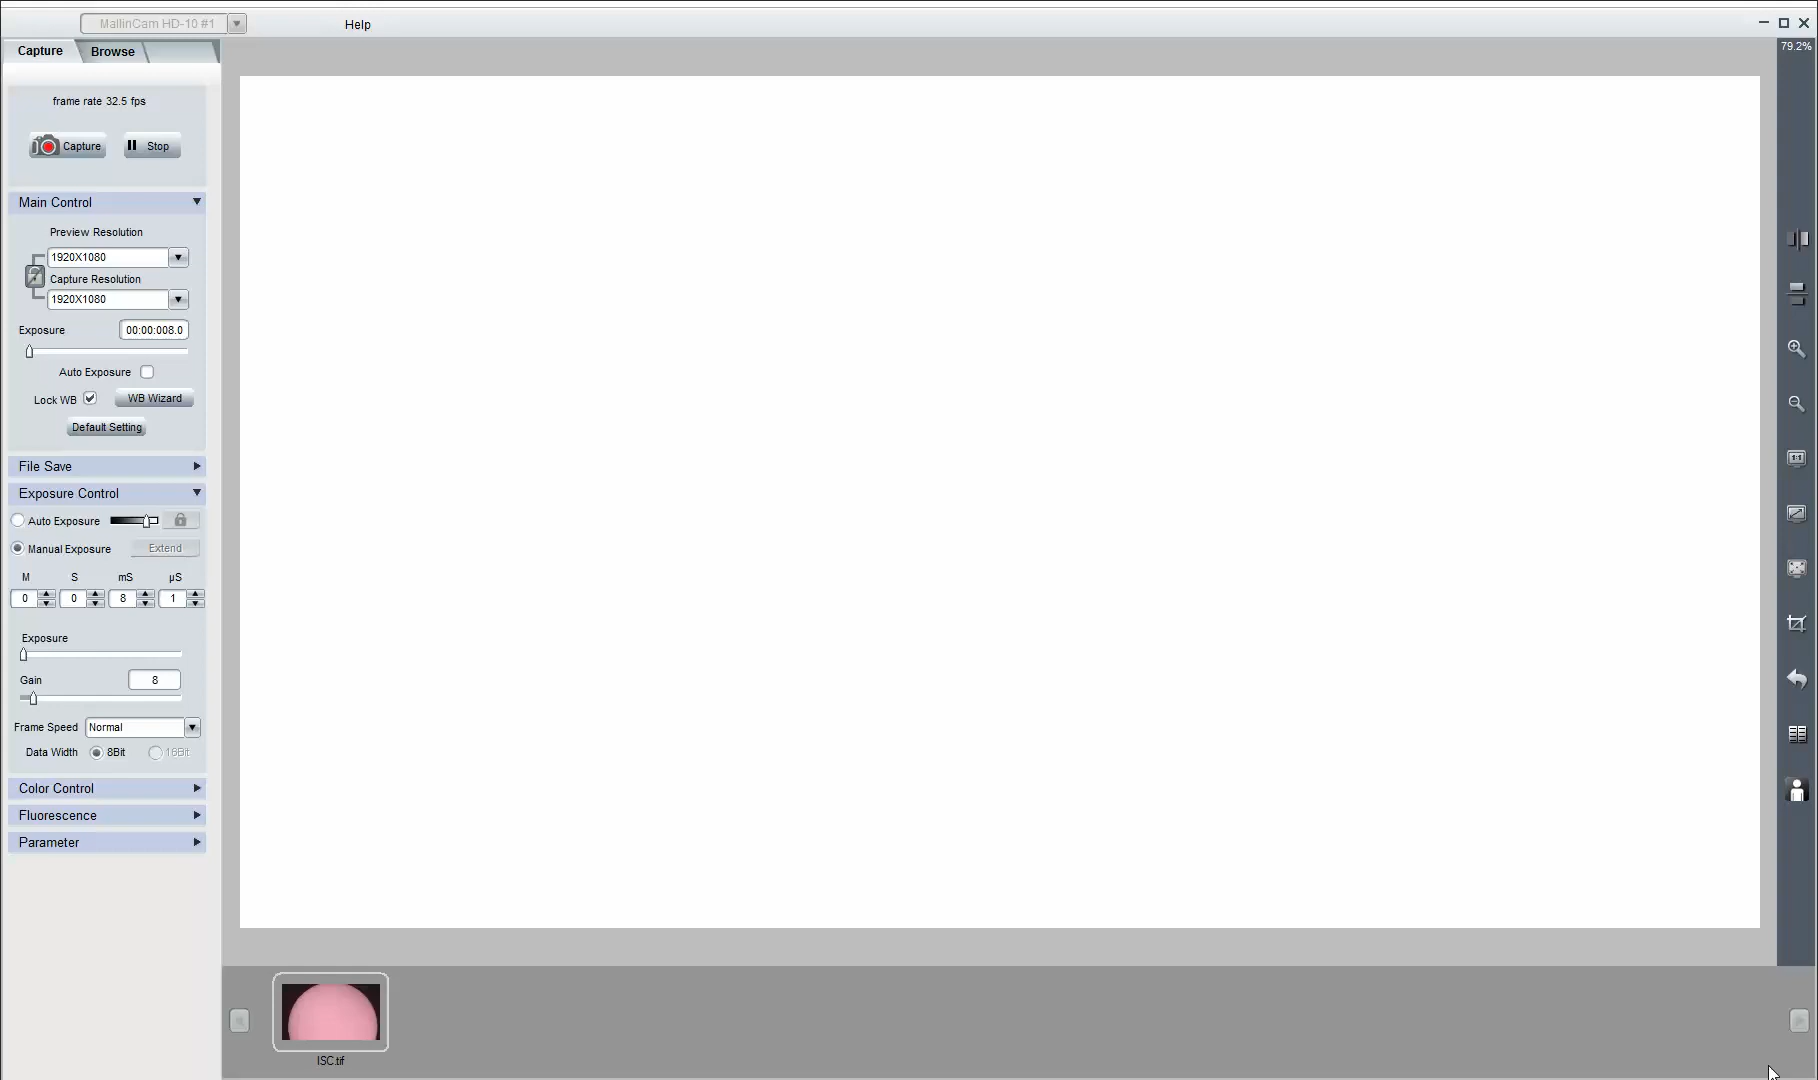 MallinCam HD-10 #1
Help
Capture
Browse
79.2%
frame rate 32.5 fps
Capture
Stop
Main Control
Preview Resolution
1920X1080
Capture Resolution
1920X1080
Exposure
00:00:008.0
Auto Exposure
Lock WB
WB Wizard
Default Setting
File Save
Exposure Control
Auto Exposure
Manual Exposure
Extend
M S mS µS
0 0 8 1
Exposure
Gain
8
Frame Speed
Normal
Data Width
8Bit
16Bit
Color Control
Fluorescence
Parameter
1:1
ISC.tif